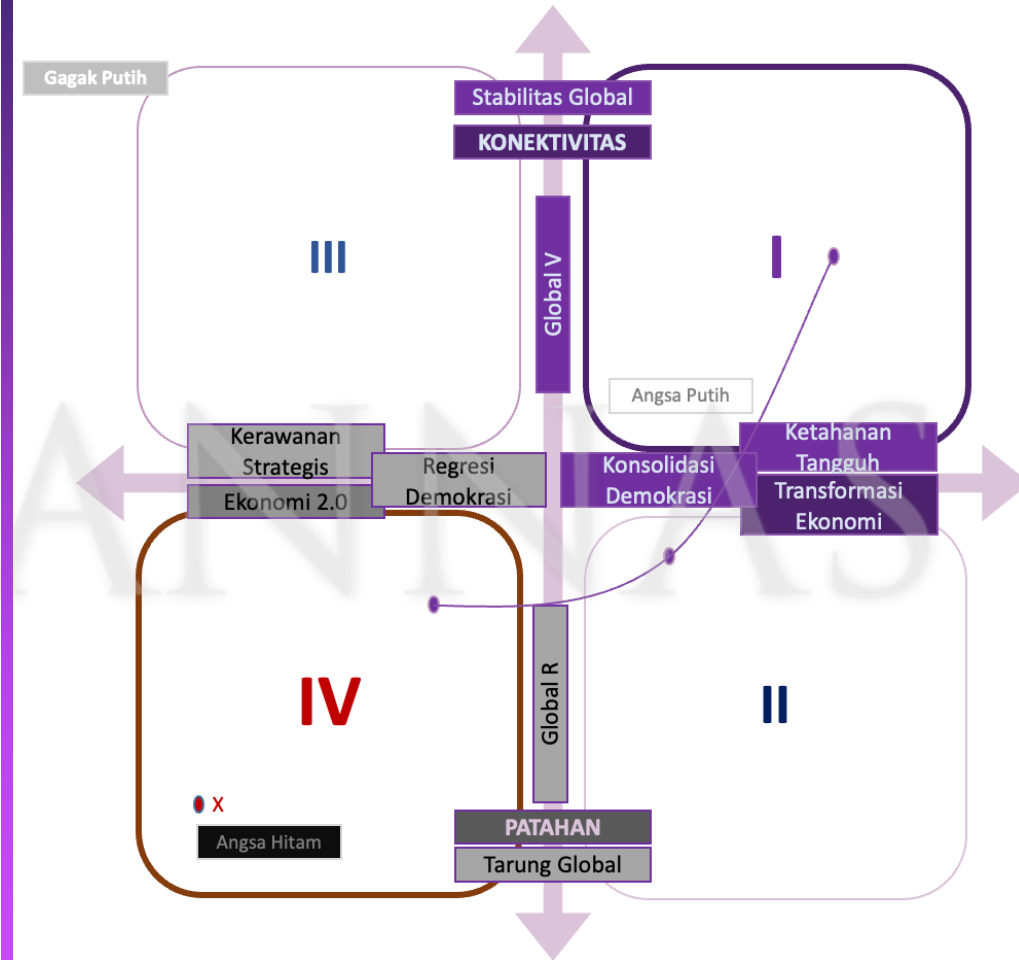 Gagak Putih
Stabilitas Global
KONEKTIVITAS
III
I
Global V
Angsa Putih
Kerawanan
Strategis
Ekonomi 2.0
Regresi
Demokrasi
Konsolidasi
Demokrasi
Ketahanan
Tangguh
Transformasi
Ekonomi
ANNAS
IV
Global R
II
X
Angsa Hitam
PATAHAN
Tarung Global